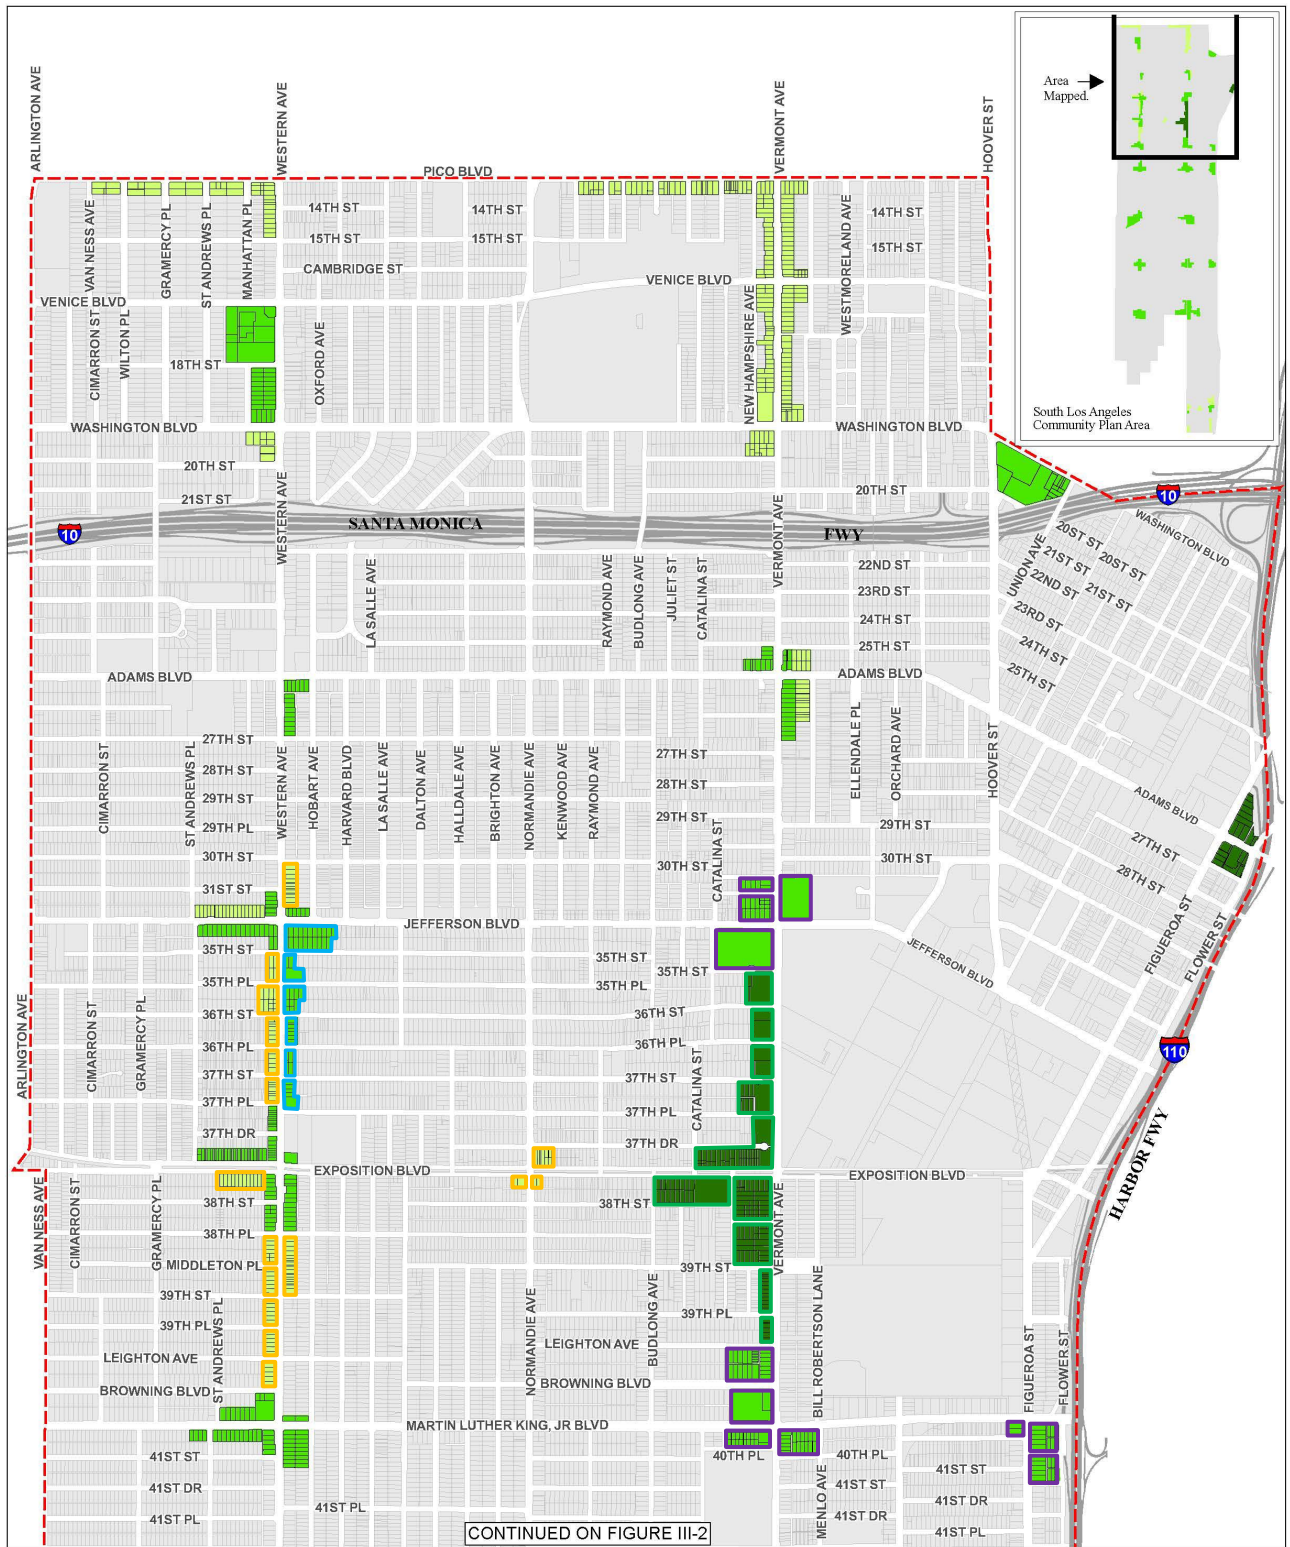 ARLINGTON AVE
WESTERN AVE
VERMONT AVE
HOOVER ST
Area
Mapped.
South Los Angeles
Community Plan Area
PICO BLVD
VAN NESS AVE
GRAMERCY PL
ST ANDREWS PL
MANHATTAN PL
14TH ST
14TH ST
14TH ST
15TH ST
15TH ST
15TH ST
CAMBRIDGE ST
WESTMORELAND AVE
VENICE BLVD
VENICE BLVD
CIMARRON ST
WILTON PL
OXFORD AVE
NEW HAMPSHIRE AVE
18TH ST
WASHINGTON BLVD
WASHINGTON BLVD
20TH ST
21ST ST
20TH ST
WESTERN AVE
VERMONT AVE
10
SANTA MONICA
FWY
10
WASHINGTON BLVD
UNION AVE
20ST ST
20ST ST
21ST ST
21ST ST
22ND ST
23RD ST
24TH ST
25TH ST
22ND ST
23RD ST
24TH ST
25TH ST
LA SALLE AVE
RAYMOND AVE
BUDLONG AVE
JULIET ST
CATALINA ST
ADAMS BLVD
ADAMS BLVD
ELLENDALE PL
ORCHARD AVE
HOOVER ST
27TH ST
28TH ST
29TH ST
29TH PL
30TH ST
31ST ST
CIMARRON ST
ST ANDREWS PL
WESTERN AVE
HOBART AVE
HARVARD BLVD
LA SALLE AVE
DALTON AVE
HALLDALE AVE
BRIGHTON AVE
NORMANDIE AVE
KENWOOD AVE
RAYMOND AVE
27TH ST
28TH ST
29TH ST
30TH ST
CATALINA ST
29TH ST
30TH ST
ADAMS BLVD
27TH ST
28TH ST
FIGUEROA ST
FLOWER ST
JEFFERSON BLVD
JEFFERSON BLVD
35TH ST
35TH PL
36TH ST
36TH PL
37TH ST
37TH PL
37TH DR
ARLINGTON AVE
CIMARRON ST
GRAMERCY PL
35TH ST
35TH ST
35TH PL
36TH ST
36TH PL
37TH ST
37TH PL
37TH DR
CATALINA ST
110
HARBOR FWY
EXPOSITION BLVD
EXPOSITION BLVD
VAN NESS AVE
CIMARRON ST
GRAMERCY PL
38TH ST
38TH PL
MIDDLETON PL
39TH ST
39TH PL
LEIGHTON AVE
BROWNING BLVD
ST ANDREWS PL
38TH ST
VERMONT AVE
39TH ST
39TH PL
LEIGHTON AVE
BROWNING BLVD
NORMANDIE AVE
BUDLONG AVE
BILL ROBERTSON LANE
FIGUEROA ST
FLOWER ST
MARTIN LUTHER KING, JR BLVD
41ST ST
41ST DR
41ST PL
41ST PL
40TH PL
40TH PL
41ST ST
41ST DR
MENLO AVE
41ST ST
41ST DR
41ST PL
CONTINUED ON FIGURE III-2